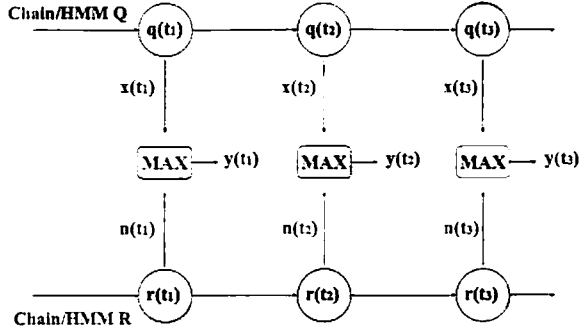 Chain/HMM Q
q(t1) q(t2) q(t3)
x(t1) x(t2) x(t3)
MAX y(t1) MAX y(t2) MAX y(t3)
n(t1) n(t2) n(t3)
r(t1) r(t2) r(t3)
Chain/HMM R